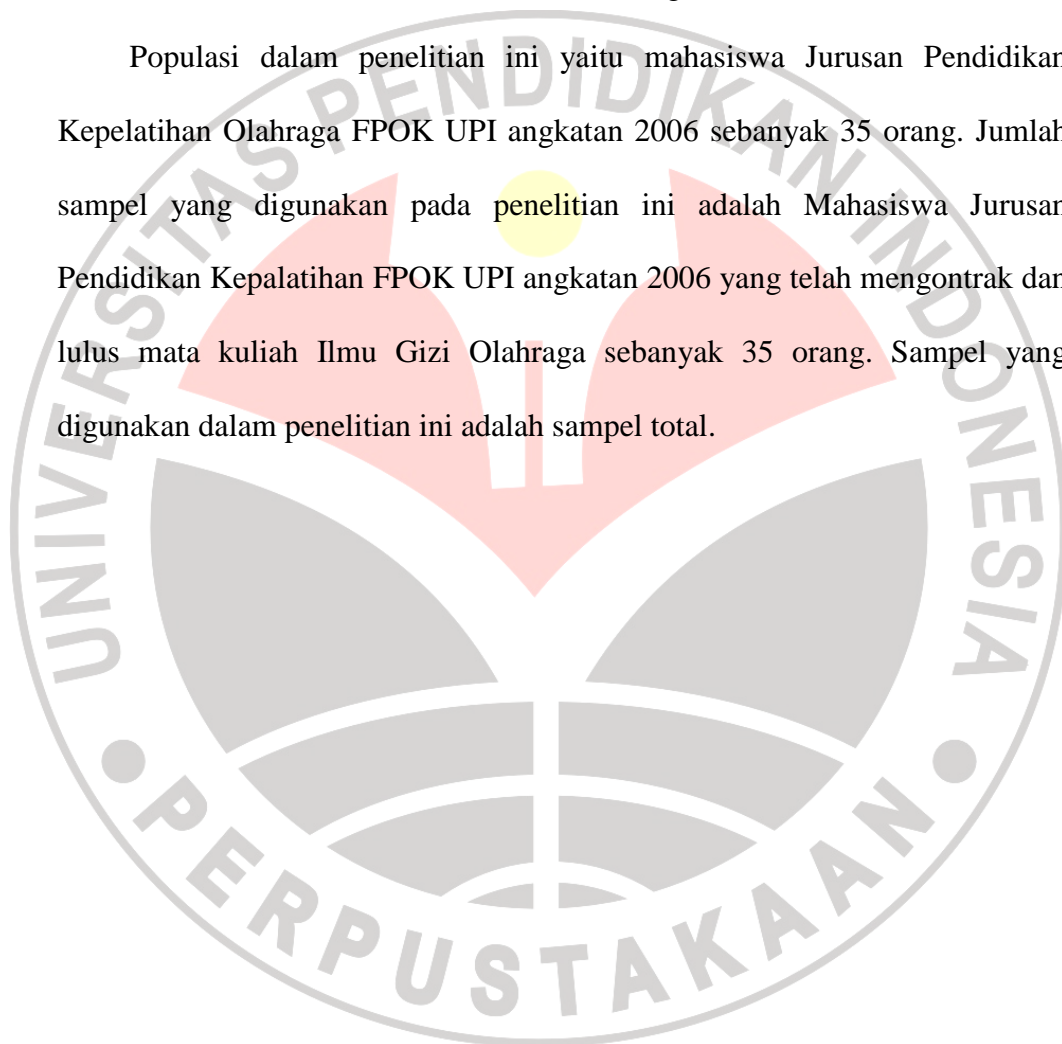 Populasi dalam penelitian ini yaitu mahasiswa Jurusan Pendidikan
Kepelatihan Olahraga FPOK UPI angkatan 2006 sebanyak 35 orang. Jumlah
sampel yang digunakan pada penelitian ini adalah Mahasiswa Jurusan
Pendidikan Kepalatihan FPOK UPI angkatan 2006 yang telah mengontrak dan
lulus mata kuliah Ilmu Gizi Olahraga sebanyak 35 orang. Sampel yang
digunakan dalam penelitian ini adalah sampel total.
UNIVERSITAS PENDIDIKAN INDONESIA
PERPUSTAKAAN